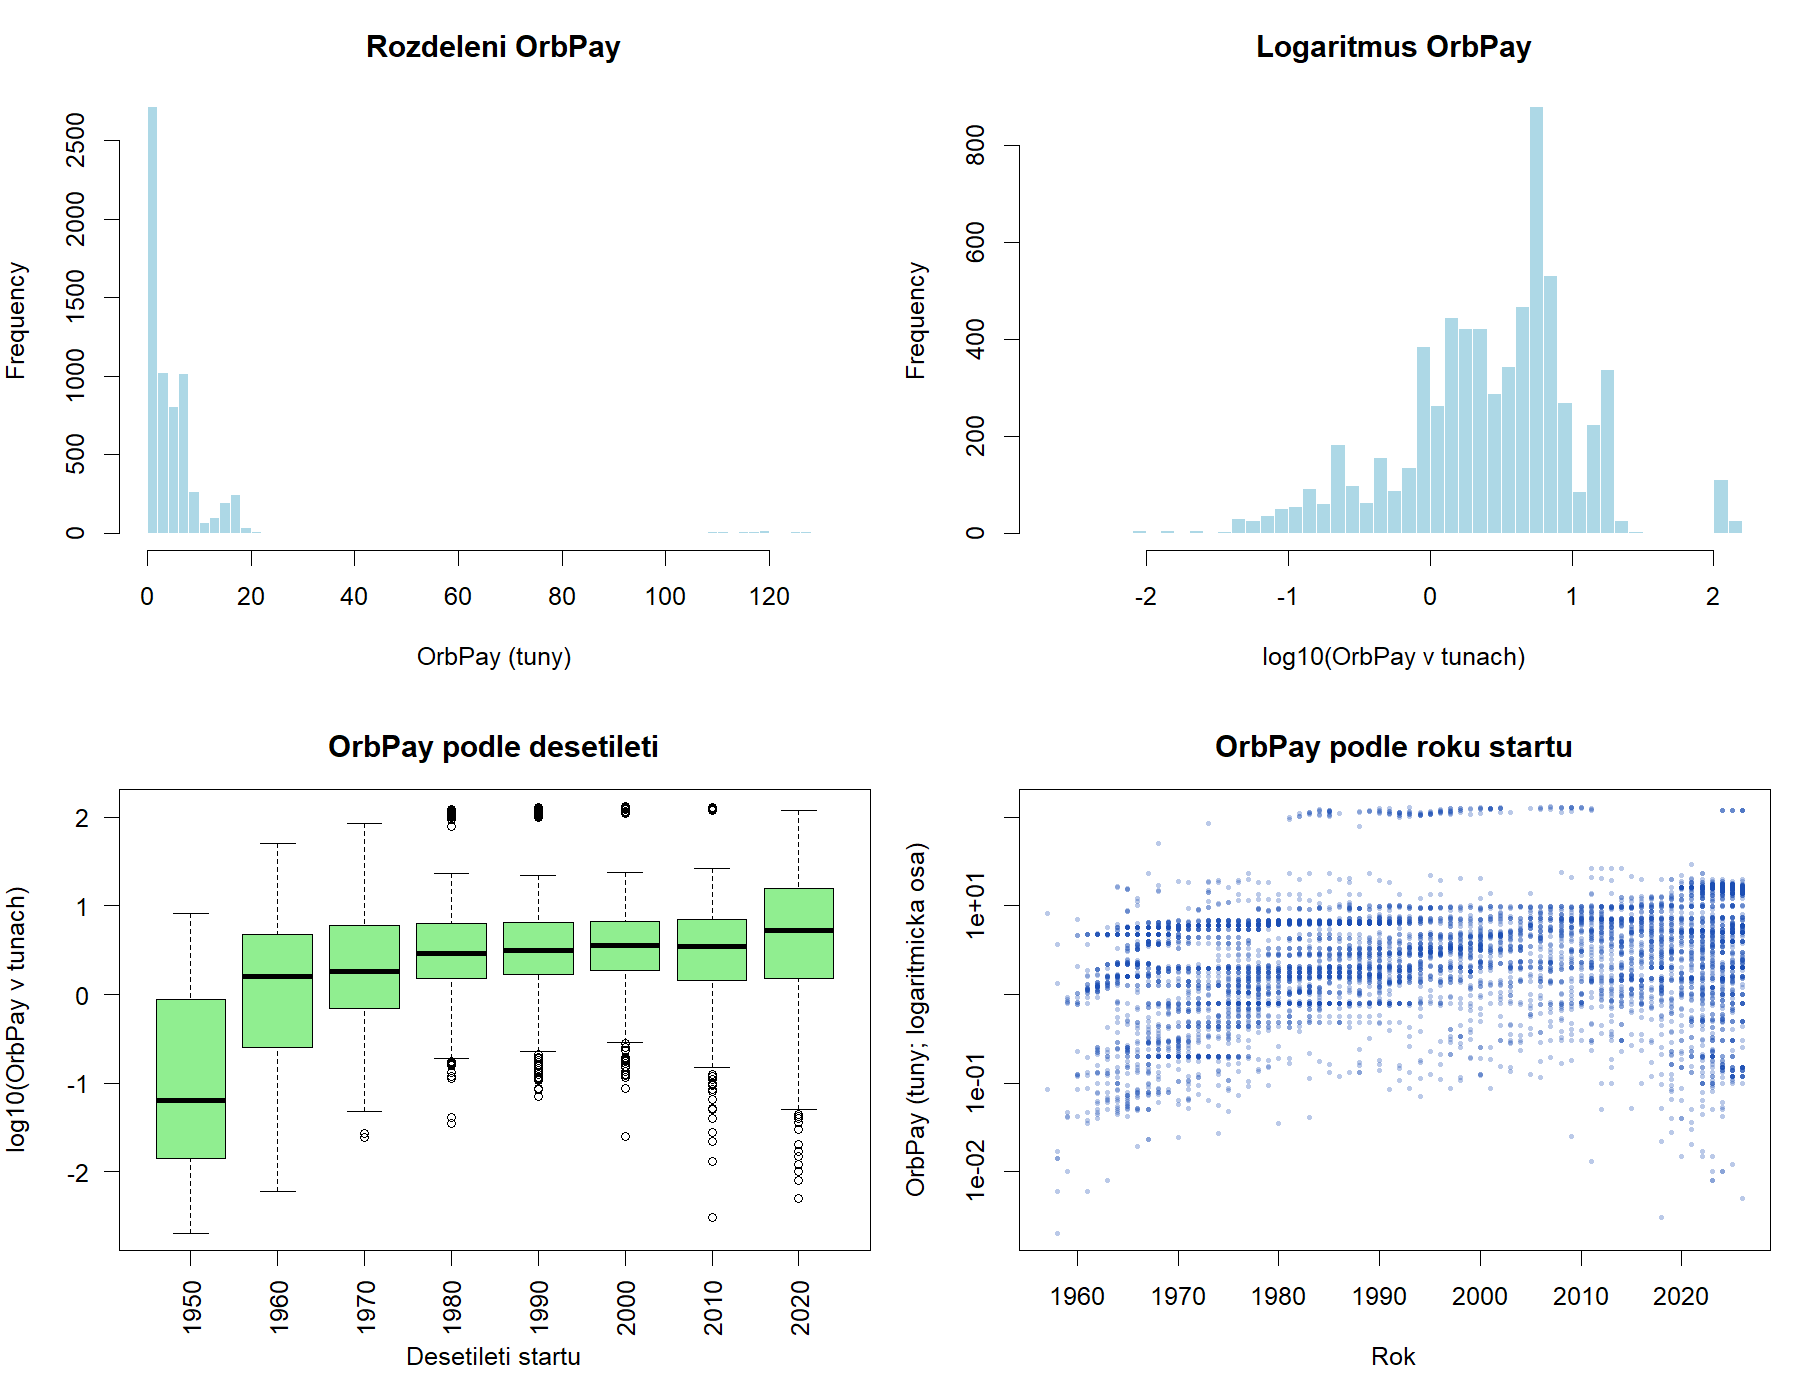 Rozdeleni OrbPay
Frequency
0 500 1000 1500 2000 2500
0 20 40 60 80 100 120
OrbPay (tuny)
Logaritmus OrbPay
Frequency
0 200 400 600 800
-2 -1 0 1 2
log10(OrbPay v tunach)
OrbPay podle desetileti
log10(OrbPay v tunach)
-2 -1 0 1 2
1950 1960 1970 1980 1990 2000 2010 2020
Desetileti startu
OrbPay podle roku startu
OrbPay (tuny; logaritmicka osa)
1e-02 1e-01 1e+01
1960 1970 1980 1990 2000 2010 2020
Rok